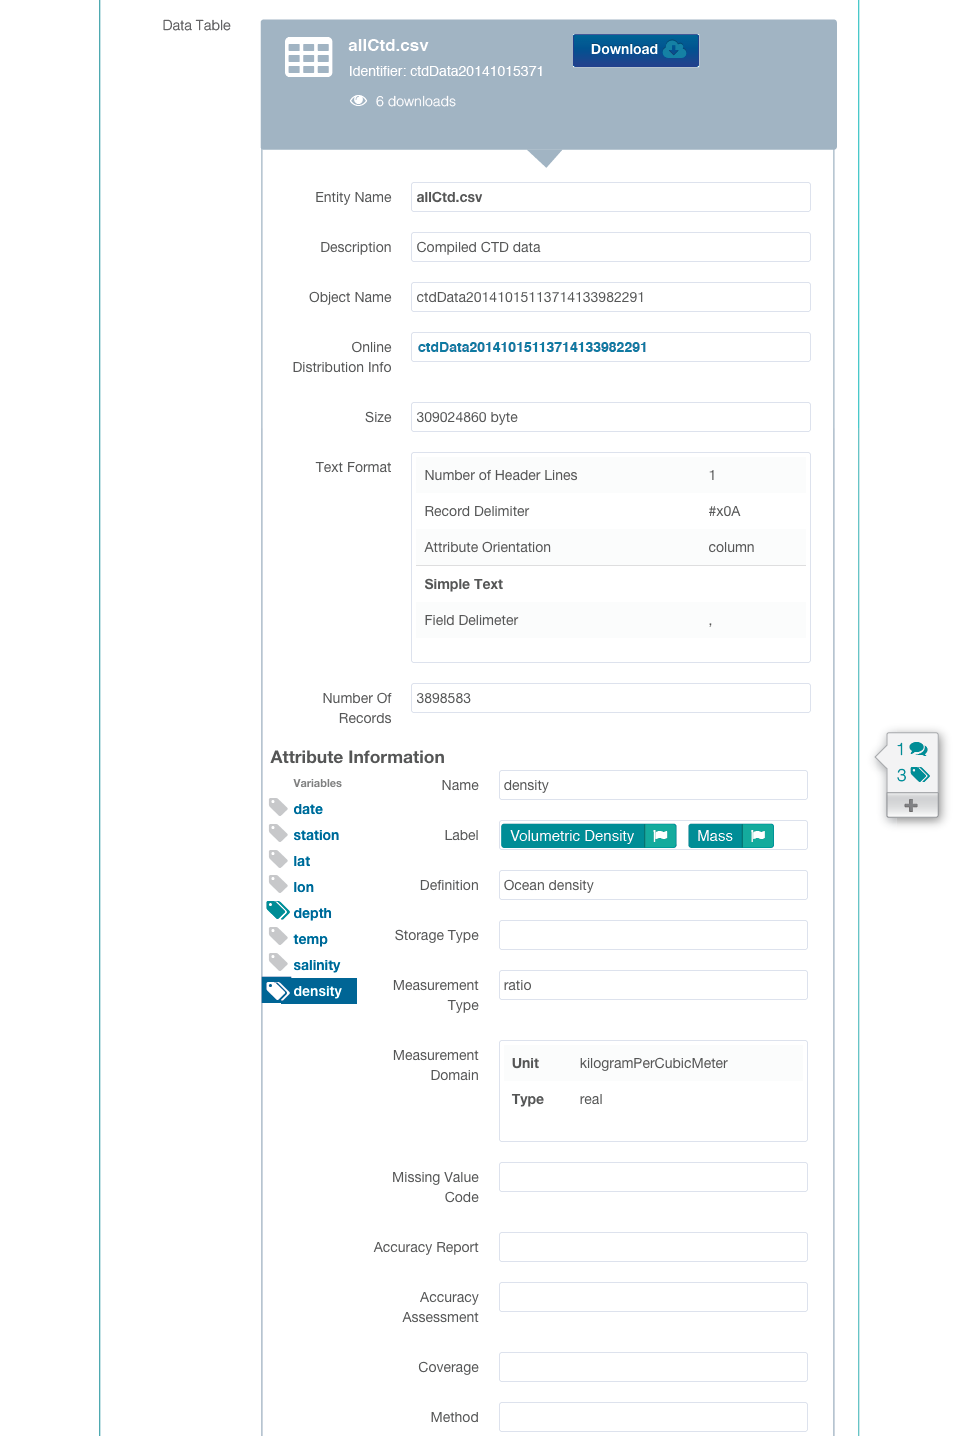 Data Table
allCtd.csv
Download
Identifier: ctdData20141015371
6 downloads
Entity Name allCtd.csv
Description Compiled CTD data
Object Name ctdData20141015113714133982291
Online
Distribution Info
ctdData20141015113714133982291
Size 309024860 byte
Text Format
Number of Header Lines 1
Record Delimiter #x0A
Attribute Orientation column
Simple Text
Field Delimeter ,
Number Of
Records
3898583
1
3
+
Attribute Information
Variables
date
station
lat
lon
depth
temp
salinity
density
Name density
Label Volumetric Density Mass
Definition Ocean density
Storage Type
Measurement
Type
ratio
Measurement
Domain
Unit kilogramPerCubicMeter
Type real
Missing Value
Code
Accuracy Report
Accuracy
Assessment
Coverage
Method